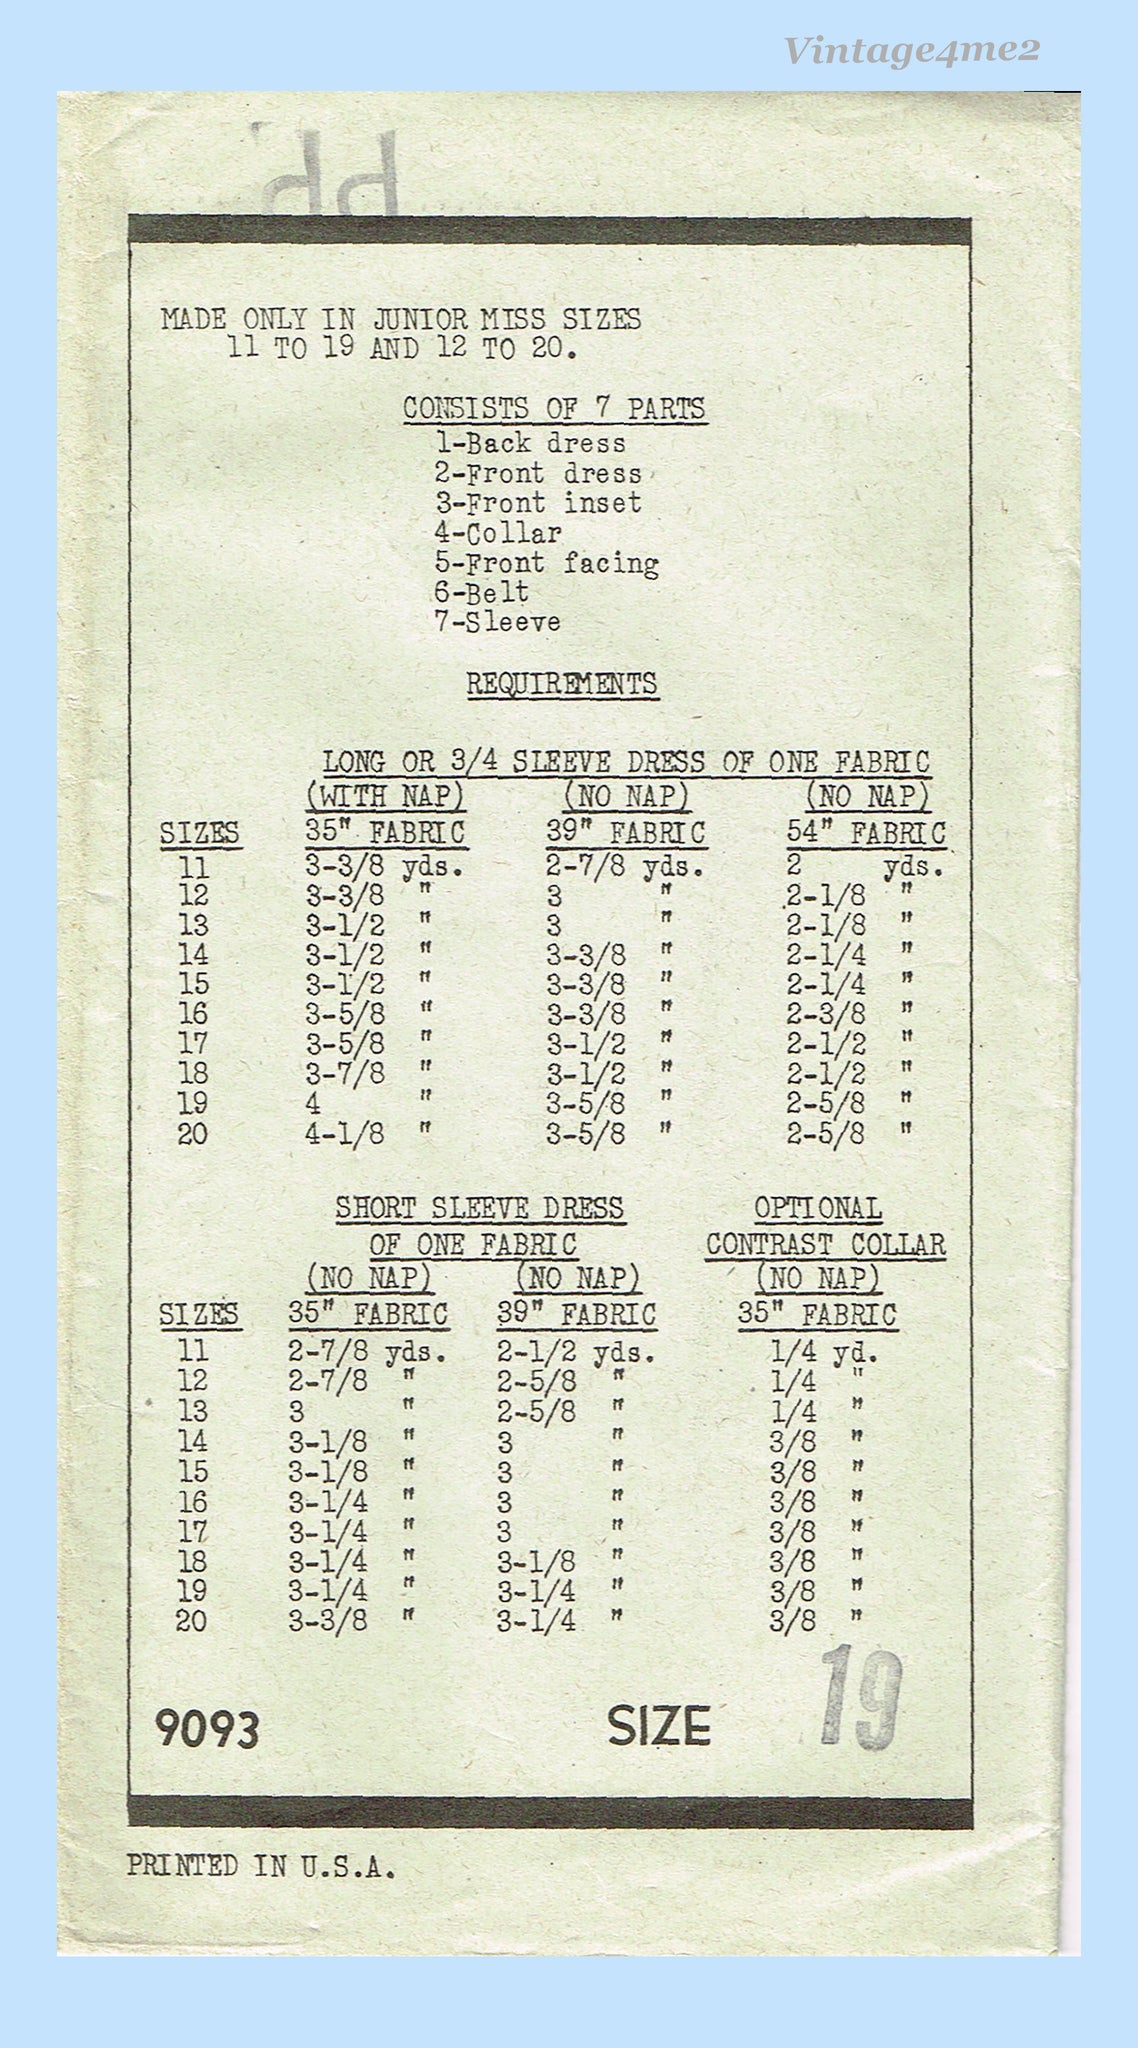 Vintage4me2
MADE ONLY IN JUNIOR MISS SIZES
11 TO 19 AND 12 TO 20.
CONSISTS OF 7 PARTS
1-Back dress
2-Front dress
3-Front inset
4-Collar
5-Front facing
6-Belt
7-Sleeve
REQUIREMENTS
LONG OR 3/4 SLEEVE DRESS OF ONE FABRIC
(WITH NAP) (NO NAP) (NO NAP)
SIZES 35" FABRIC 39" FABRIC 54" FABRIC
11 3-3/8 yds. 2-7/8 yds. 2 yds.
12 3-3/8 " 3 " 2-1/8 "
13 3-1/2 " 3 " 2-1/8 "
14 3-1/2 " 3-3/8 " 2-1/4 "
15 3-1/2 " 3-3/8 " 2-1/4 "
16 3-5/8 " 3-3/8 " 2-3/8 "
17 3-5/8 " 3-1/2 " 2-1/2 "
18 3-7/8 " 3-1/2 " 2-1/2 "
19 4 " 3-5/8 " 2-5/8 "
20 4-1/8 " 3-5/8 " 2-5/8 "
SHORT SLEEVE DRESS OPTIONAL
OF ONE FABRIC CONTRAST COLLAR
(NO NAP) (NO NAP) (NO NAP)
SIZES 35" FABRIC 39" FABRIC 35" FABRIC
11 2-7/8 yds. 2-1/2 yds. 1/4 yd.
12 2-7/8 " 2-5/8 " 1/4 "
13 3 " 2-5/8 " 1/4 "
14 3-1/8 " 3 " 3/8 "
15 3-1/8 " 3 " 3/8 "
16 3-1/4 " 3 " 3/8 "
17 3-1/4 " 3 " 3/8 "
18 3-1/4 " 3-1/8 " 3/8 "
19 3-1/4 " 3-1/4 " 3/8 "
20 3-3/8 " 3-1/4 " 3/8 "
9093 SIZE 19
PRINTED IN U.S.A.